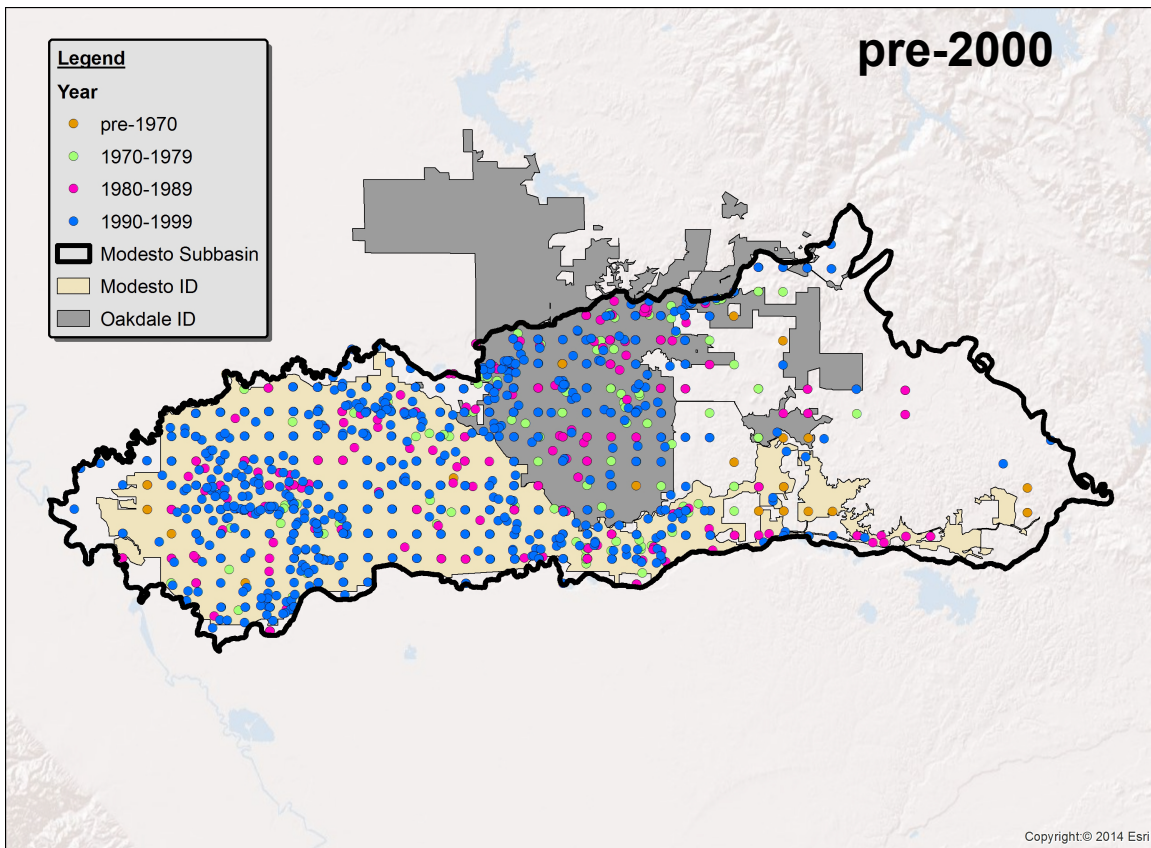 pre-2000
Legend
Year
pre-1970
1970-1979
1980-1989
1990-1999
Modesto Subbasin
Modesto ID
Oakdale ID
Copyright:© 2014 Esri